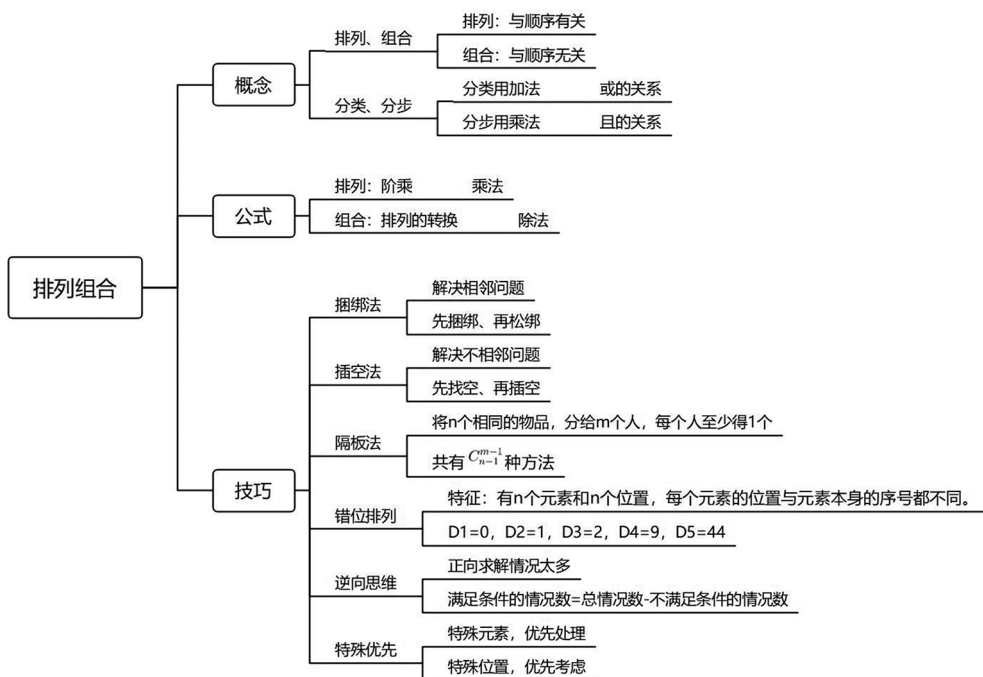 排列组合
概念
排列、组合
排列：与顺序有关
组合：与顺序无关
分类、分步
分类用加法 或的关系
分步用乘法 且的关系
公式
排列：阶乘 乘法
组合：排列的转换 除法
技巧
捆绑法
解决相邻问题
先捆绑、再松绑
插空法
解决不相邻问题
先找空、再插空
隔板法
将n个相同的物品，分给m个人，每个人至少得1个
共有 $C_{n-1}^{m-1}$ 种方法
错位排列
特征：有n个元素和n个位置，每个元素的位置与元素本身的序号都不同。
D1=0，D2=1，D3=2，D4=9，D5=44
逆向思维
正向求解情况太多
满足条件的情况数=总情况数-不满足条件的情况数
特殊优先
特殊元素，优先处理
特殊位置，优先考虑